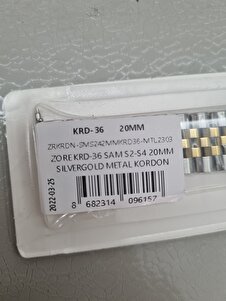 KRD-36 20MM
ZRKRDN-SMS242MMKRD36-MTL2303
ZORE KRD-36 SAM S2-S4 20MM
SILVERGOLD METAL KORDON
2022-03-25
8 682314 096157